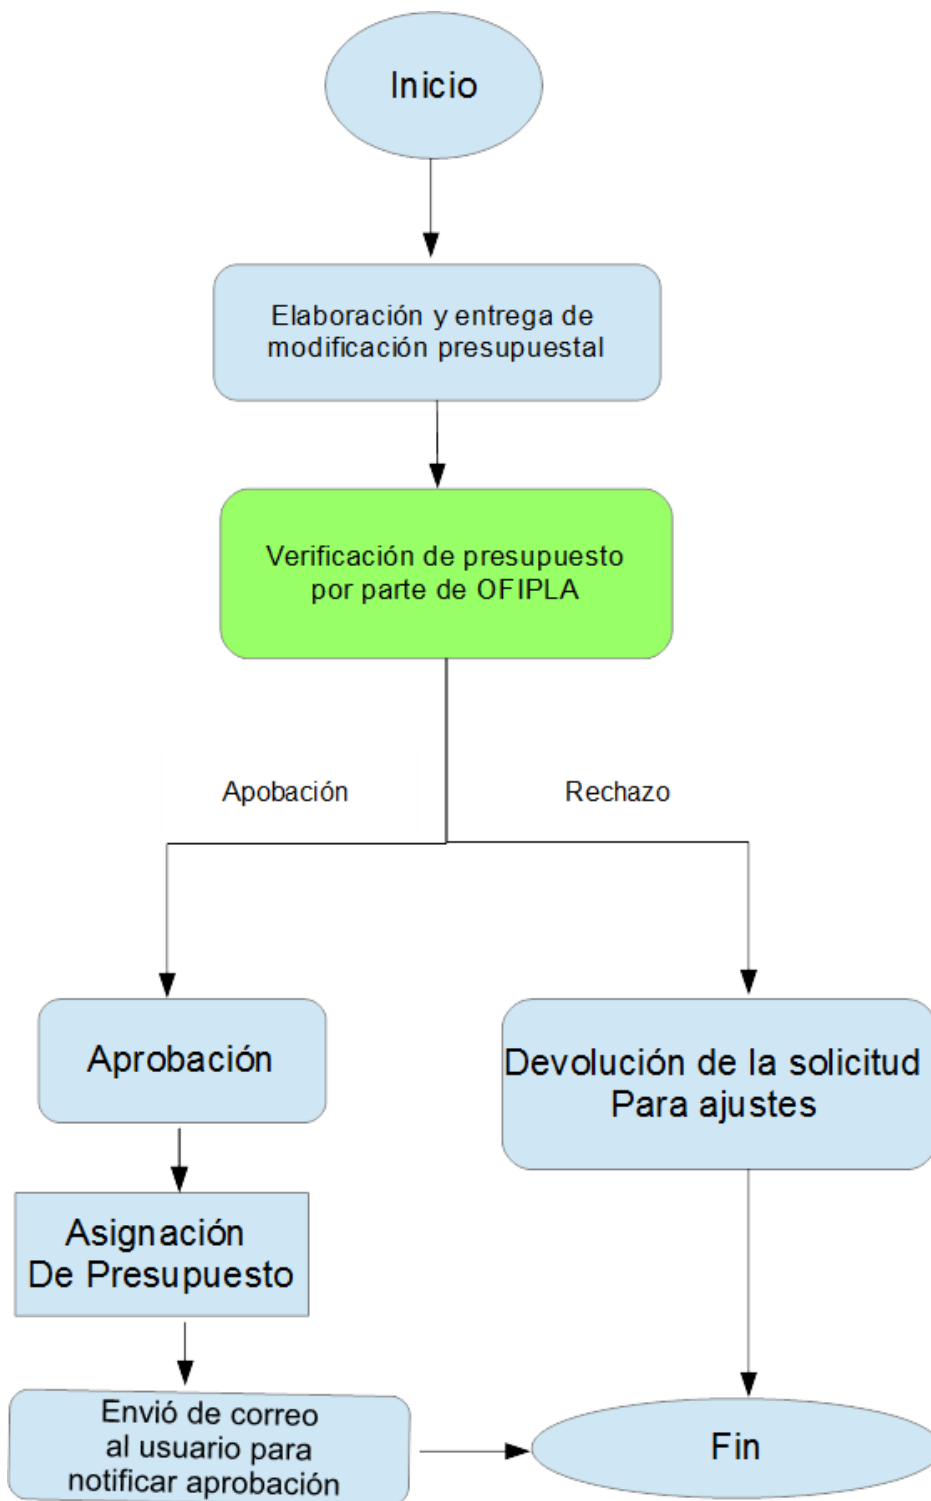 Inicio
Elaboración y entrega de
modificación presupuestal
Verificación de presupuesto
por parte de OFIPLA
Apobación
Rechazo
Aprobación
Devolución de la solicitud
Para ajustes
Asignación
De Presupuesto
Envió de correo
al usuario para
notificar aprobación
Fin